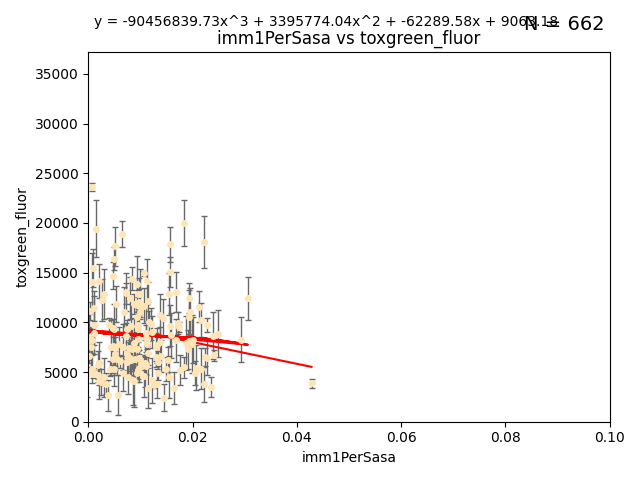 y = -90456839.73x^3 + 3395774.04x^2 + -62289.58x + 9063.18
N = 662
imm1PerSasa vs toxgreen_fluor
35000
30000
25000
20000
15000
10000
5000
0
toxgreen_fluor
0.00 0.02 0.04 0.06 0.08 0.10
imm1PerSasa